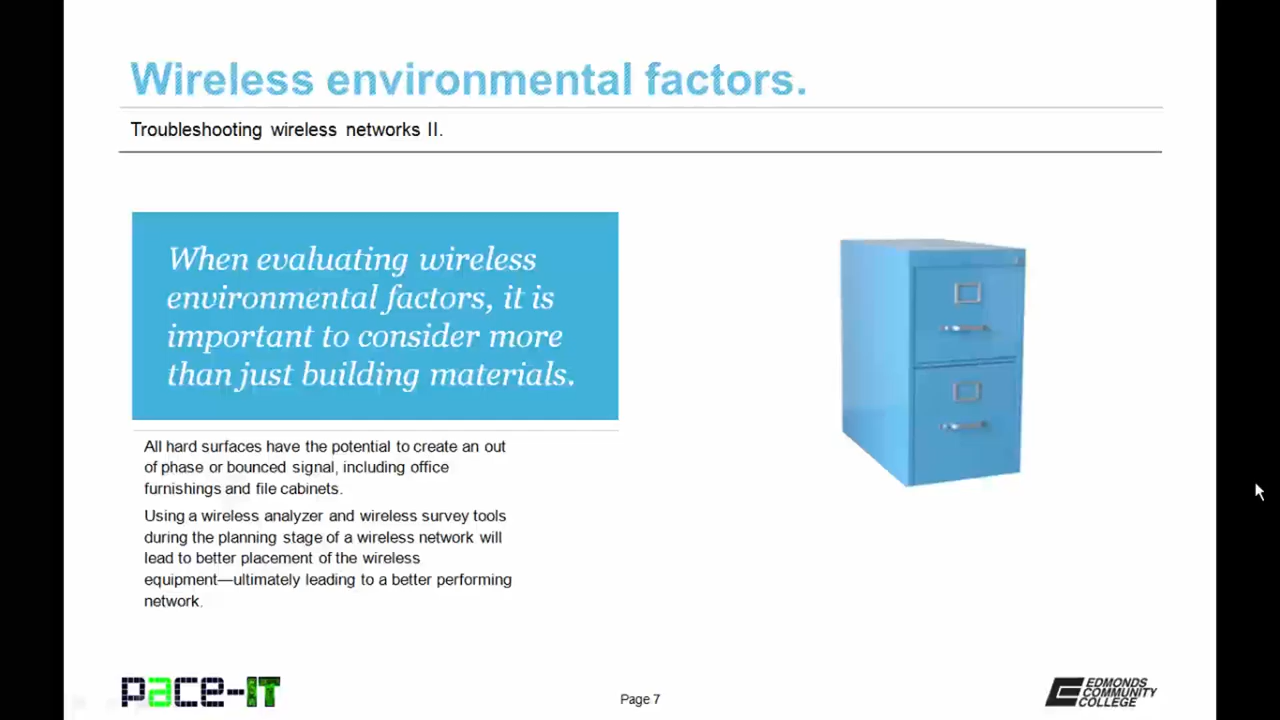 Wireless environmental factors.
Troubleshooting wireless networks II.
When evaluating wireless
environmental factors, it is
important to consider more
than just building materials.
All hard surfaces have the potential to create an out
of phase or bounced signal, including office
furnishings and file cabinets.
Using a wireless analyzer and wireless survey tools
during the planning stage of a wireless network will
lead to better placement of the wireless
equipment—ultimately leading to a better performing
network.
pace-IT
Page 7
EDMONDS
COMMUNITY
COLLEGE